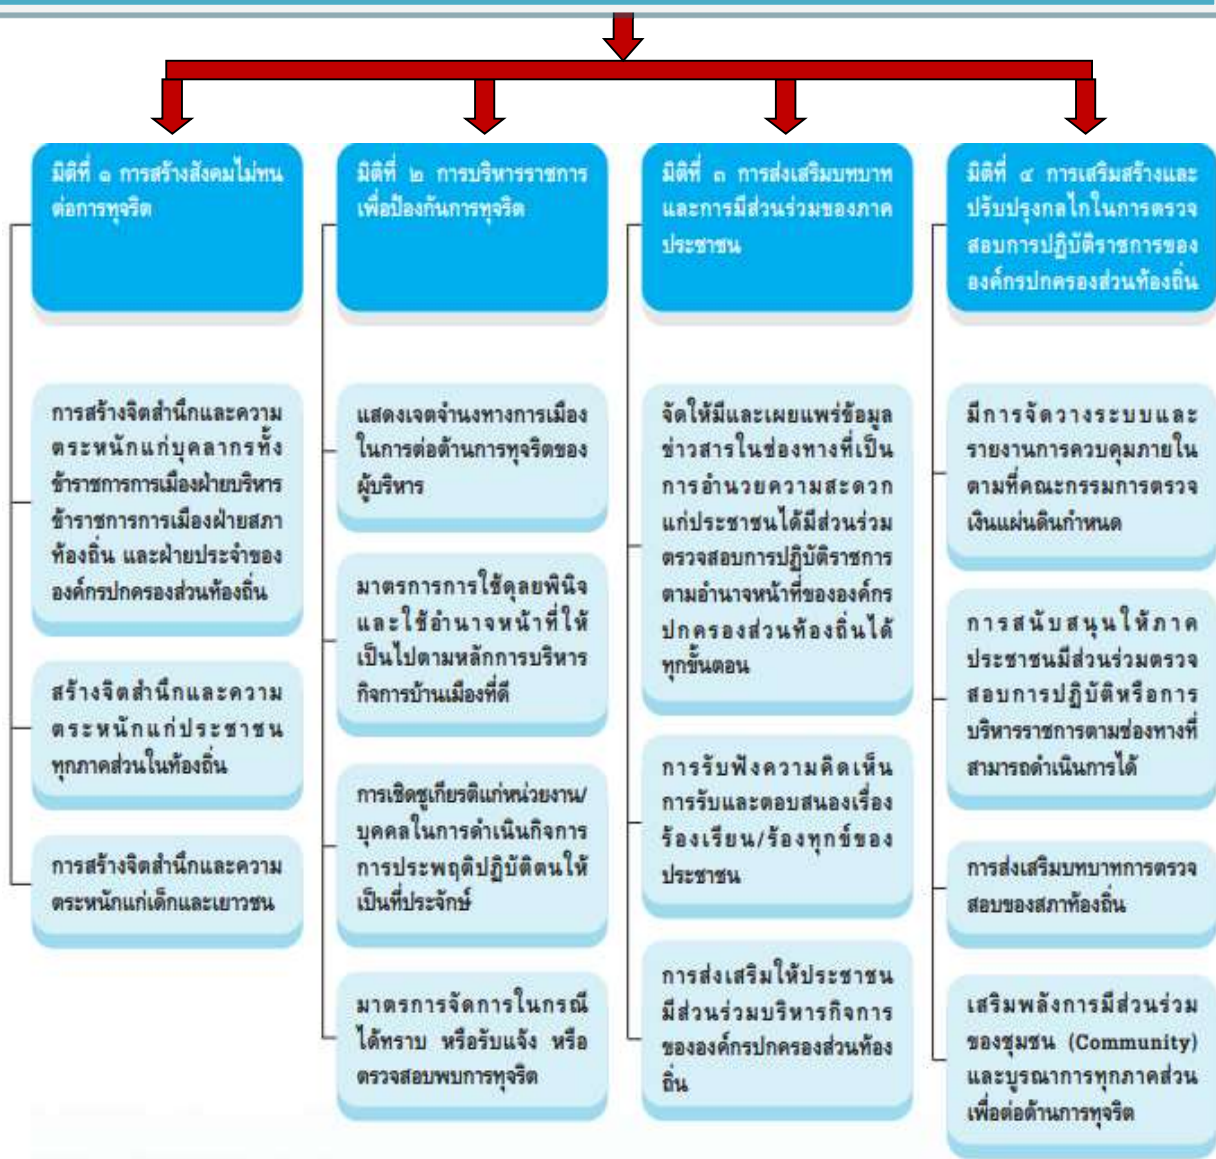 มิติที่ ๑ การสร้างสังคมไม่ทน
ต่อการทุจริต
การสร้างจิตสำนึกและความ
ตระหนักแก่บุคลากรทั้ง
ข้าราชการการเมืองฝ่ายบริหาร
ข้าราชการการเมืองฝ่ายสภา
ท้องถิ่น และฝ่ายประจำของ
องค์กรปกครองส่วนท้องถิ่น
สร้างจิตสำนึกและความ
ตระหนักแก่ประชาชน
ทุกภาคส่วนในท้องถิ่น
การสร้างจิตสำนึกและความ
ตระหนักแก่เด็กและเยาวชน
มิติที่ ๒ การบริหารราชการ
เพื่อป้องกันการทุจริต
แสดงเจตจำนงทางการเมือง
ในการต่อต้านการทุจริตของ
ผู้บริหาร
มาตรการการใช้ดุลยพินิจ
และใช้อำนาจหน้าที่ให้
เป็นไปตามหลักการบริหาร
กิจการบ้านเมืองที่ดี
การเชิดชูเกียรติแก่หน่วยงาน/
บุคคลในการดำเนินกิจการ
การประพฤติปฏิบัติตนให้
เป็นที่ประจักษ์
มาตรการจัดการในกรณี
ได้ทราบ หรือรับแจ้ง หรือ
ตรวจสอบพบการทุจริต
มิติที่ ๓ การส่งเสริมบทบาท
และการมีส่วนร่วมของภาค
ประชาชน
จัดให้มีและเผยแพร่ข้อมูล
ข่าวสารในช่องทางที่เป็น
การอำนวยความสะดวก
แก่ประชาชนได้มีส่วนร่วม
ตรวจสอบการปฏิบัติราชการ
ตามอำนาจหน้าที่ขององค์กร
ปกครองส่วนท้องถิ่นได้
ทุกขั้นตอน
การรับฟังความคิดเห็น
การรับและตอบสนองเรื่อง
ร้องเรียน/ร้องทุกข์ของ
ประชาชน
การส่งเสริมให้ประชาชน
มีส่วนร่วมบริหารกิจการ
ขององค์กรปกครองส่วนท้อง
ถิ่น
มิติที่ ๔ การเสริมสร้างและ
ปรับปรุงกลไกในการตรวจ
สอบการปฏิบัติราชการของ
องค์กรปกครองส่วนท้องถิ่น
มีการจัดวางระบบและ
รายงานการควบคุมภายใน
ตามที่คณะกรรมการตรวจ
เงินแผ่นดินกำหนด
การสนับสนุนให้ภาค
ประชาชนมีส่วนร่วมตรวจ
สอบการปฏิบัติหรือการ
บริหารราชการตามช่องทางที่
สามารถดำเนินการได้
การส่งเสริมบทบาทการตรวจ
สอบของสภาท้องถิ่น
เสริมพลังการมีส่วนร่วม
ของชุมชน (Community)
และบูรณาการทุกภาคส่วน
เพื่อต่อต้านการทุจริต